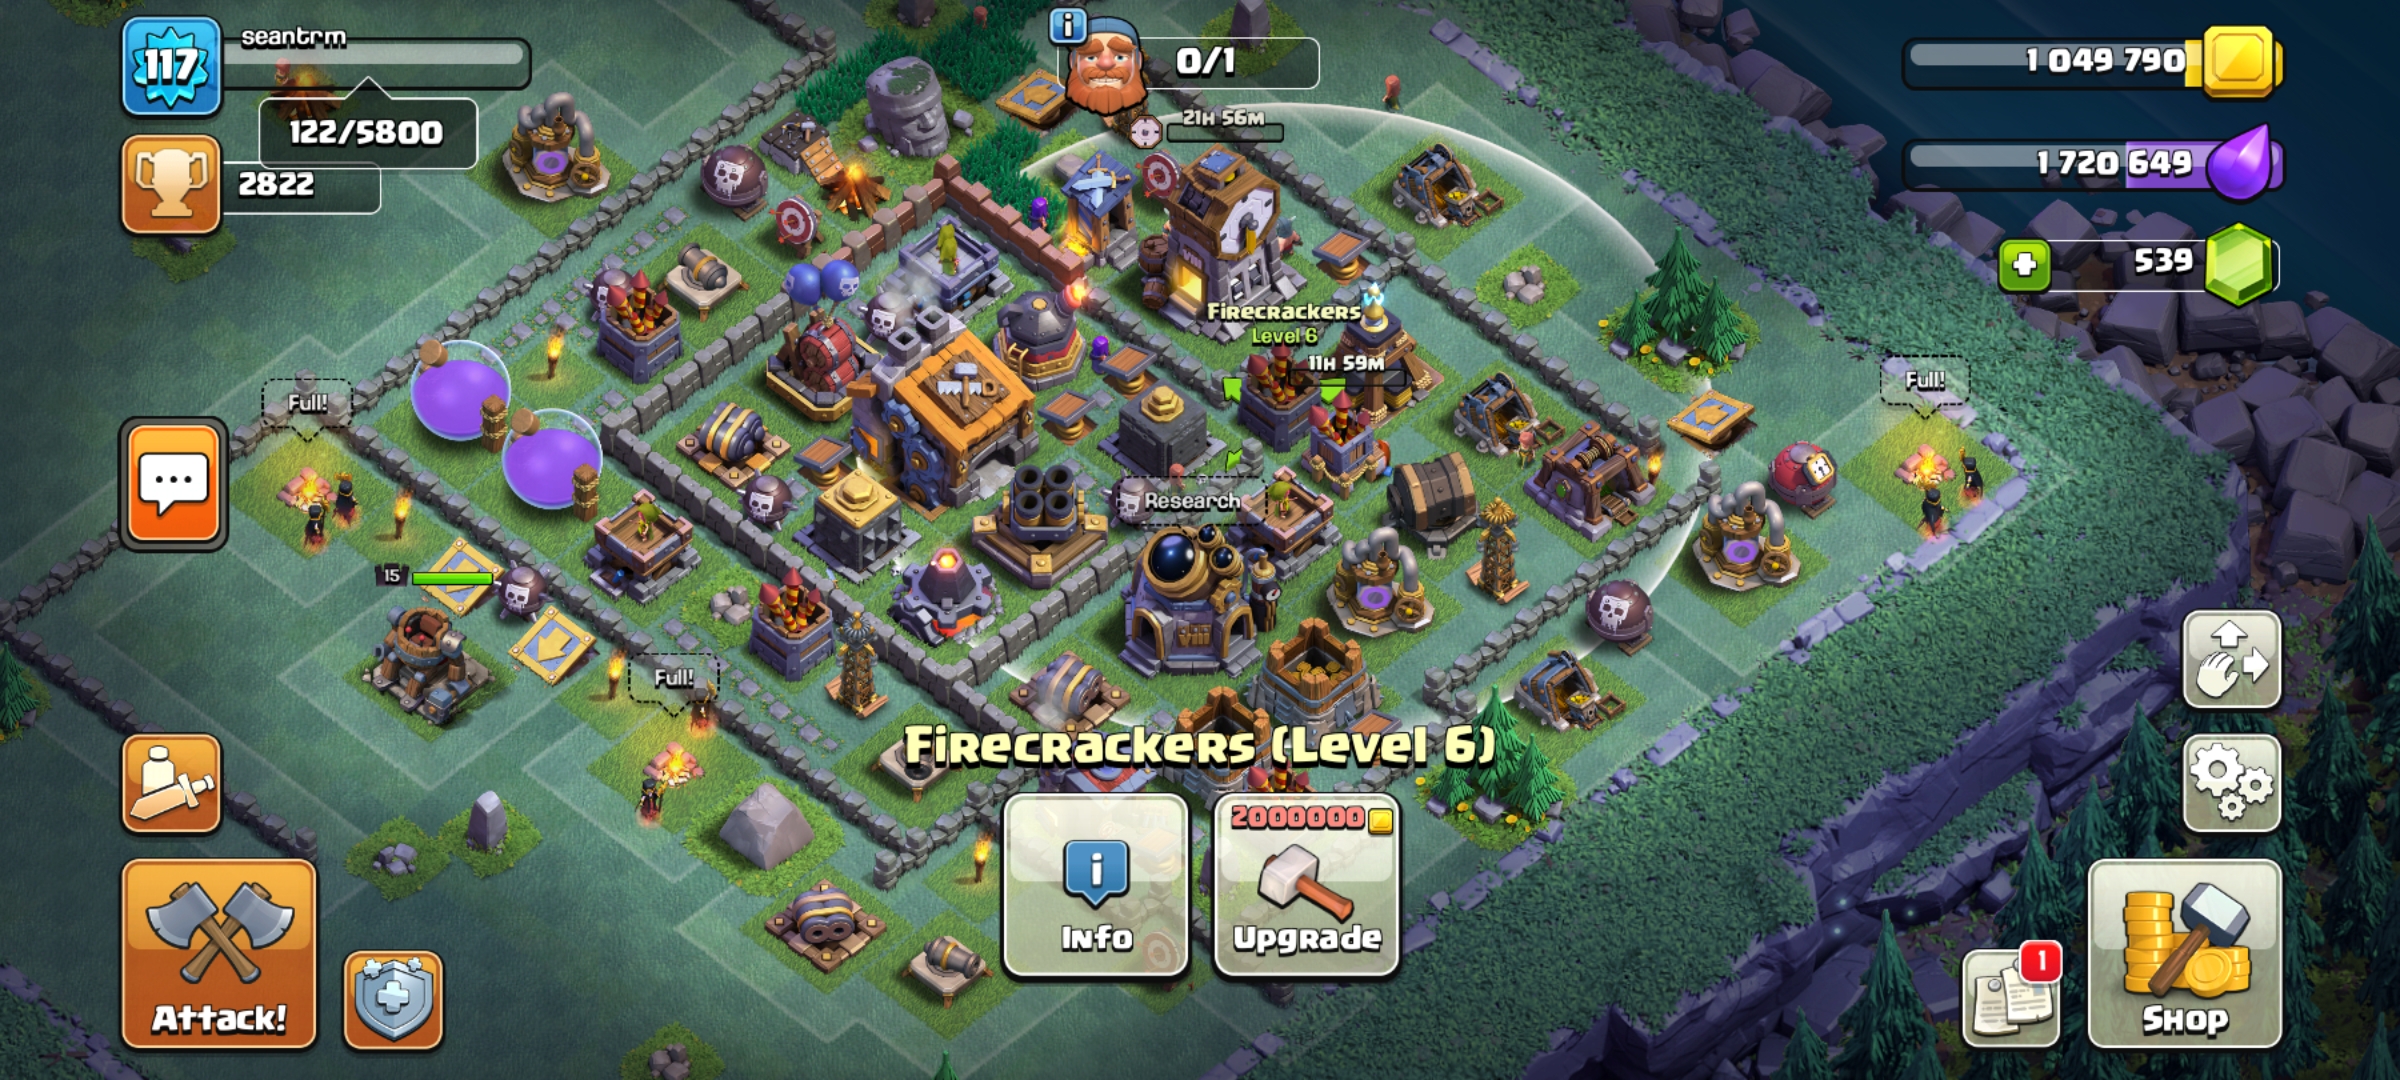 117
seantrm
122/5800
2822
0/1
21H 56M
1 049 790
1 720 649
539
Firecrackers
Level 6
11H 59M
Full!
Full!
Research
15
Full!
Firecrackers (Level 6)
2000000
Info
Upgrade
Attack!
1
Shop